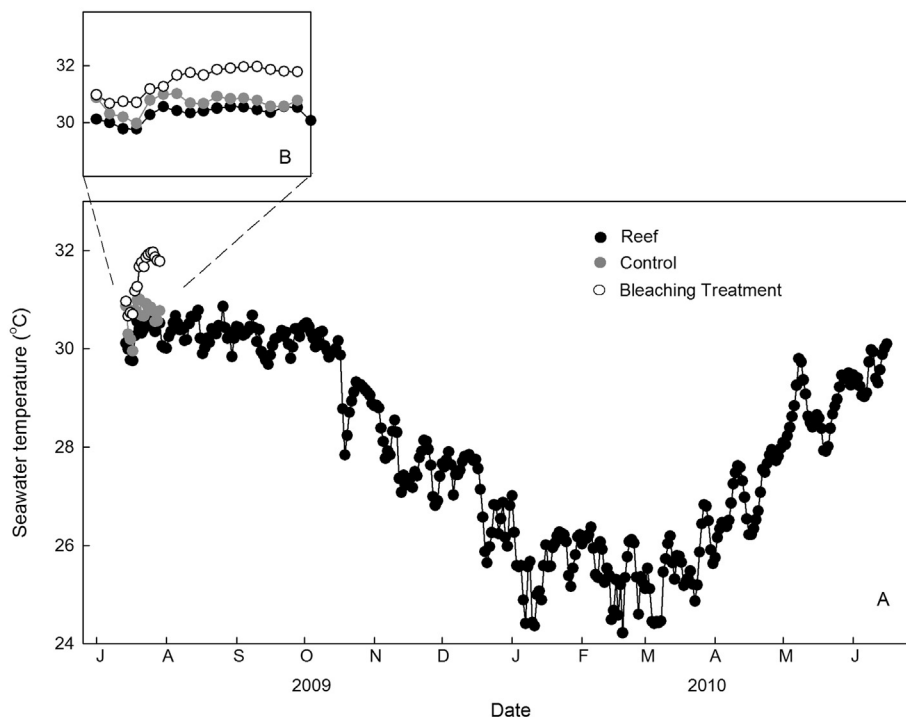 32
30
B
32
30
28
26
24
Seawater temperature (°C)
Reef
Control
Bleaching Treatment
A
J A S O N D J F M A M J
2009 2010
Date